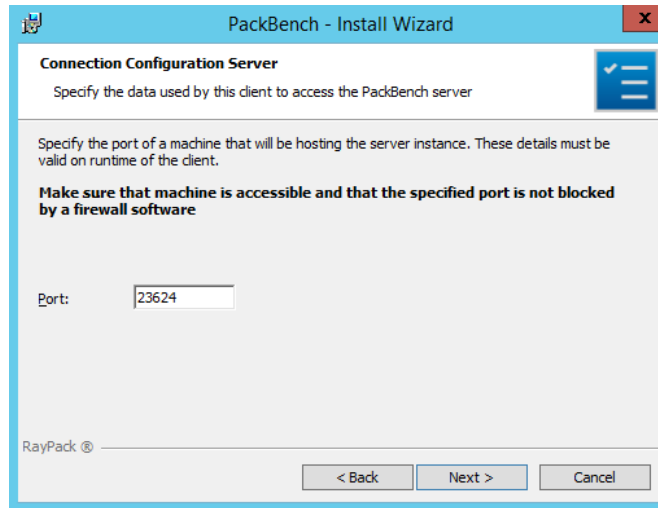 PackBench - Install Wizard
x
Connection Configuration Server
Specify the data used by this client to access the PackBench server
Specify the port of a machine that will be hosting the server instance. These details must be
valid on runtime of the client.
Make sure that machine is accessible and that the specified port is not blocked
by a firewall software
Port: 23624
RayPack ®
< Back Next > Cancel